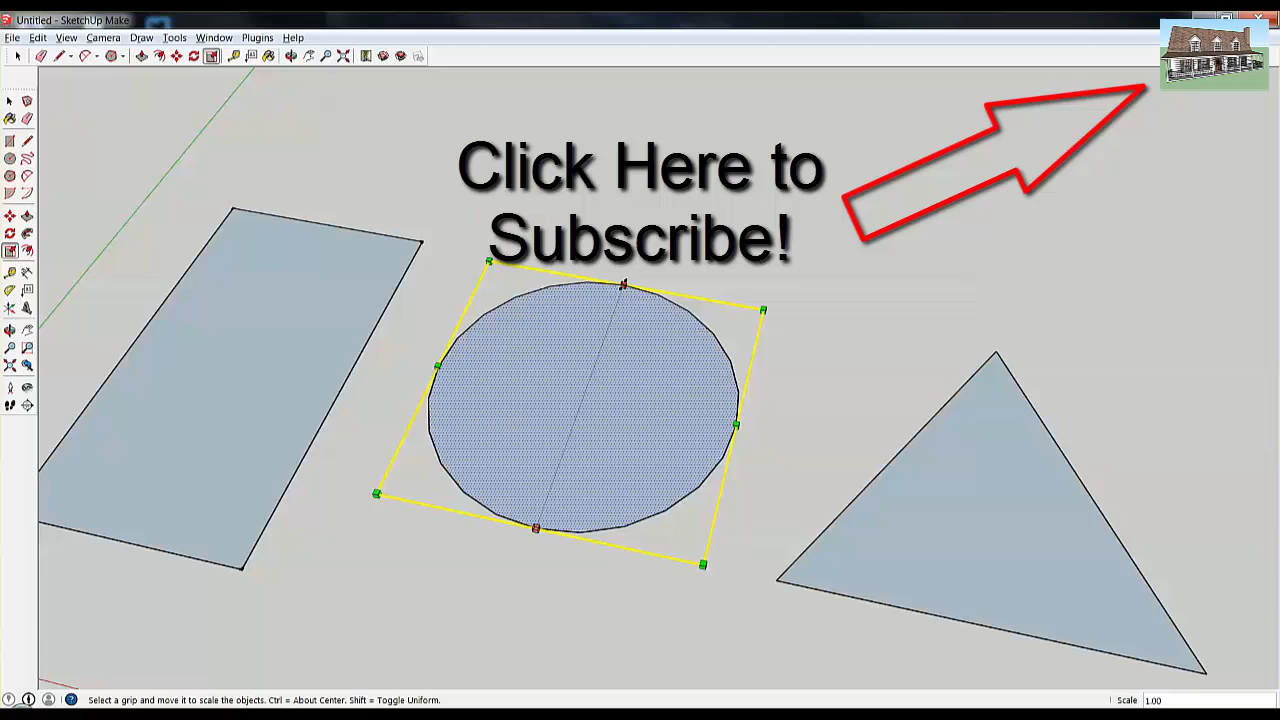 Untitled - SketchUp Make
File Edit View Camera Draw Tools Window Plugins Help
Click Here to
Subscribe!
Select a grip and move it to scale the objects. Ctrl = About Center. Shift = Toggle Uniform.
Scale 1.00